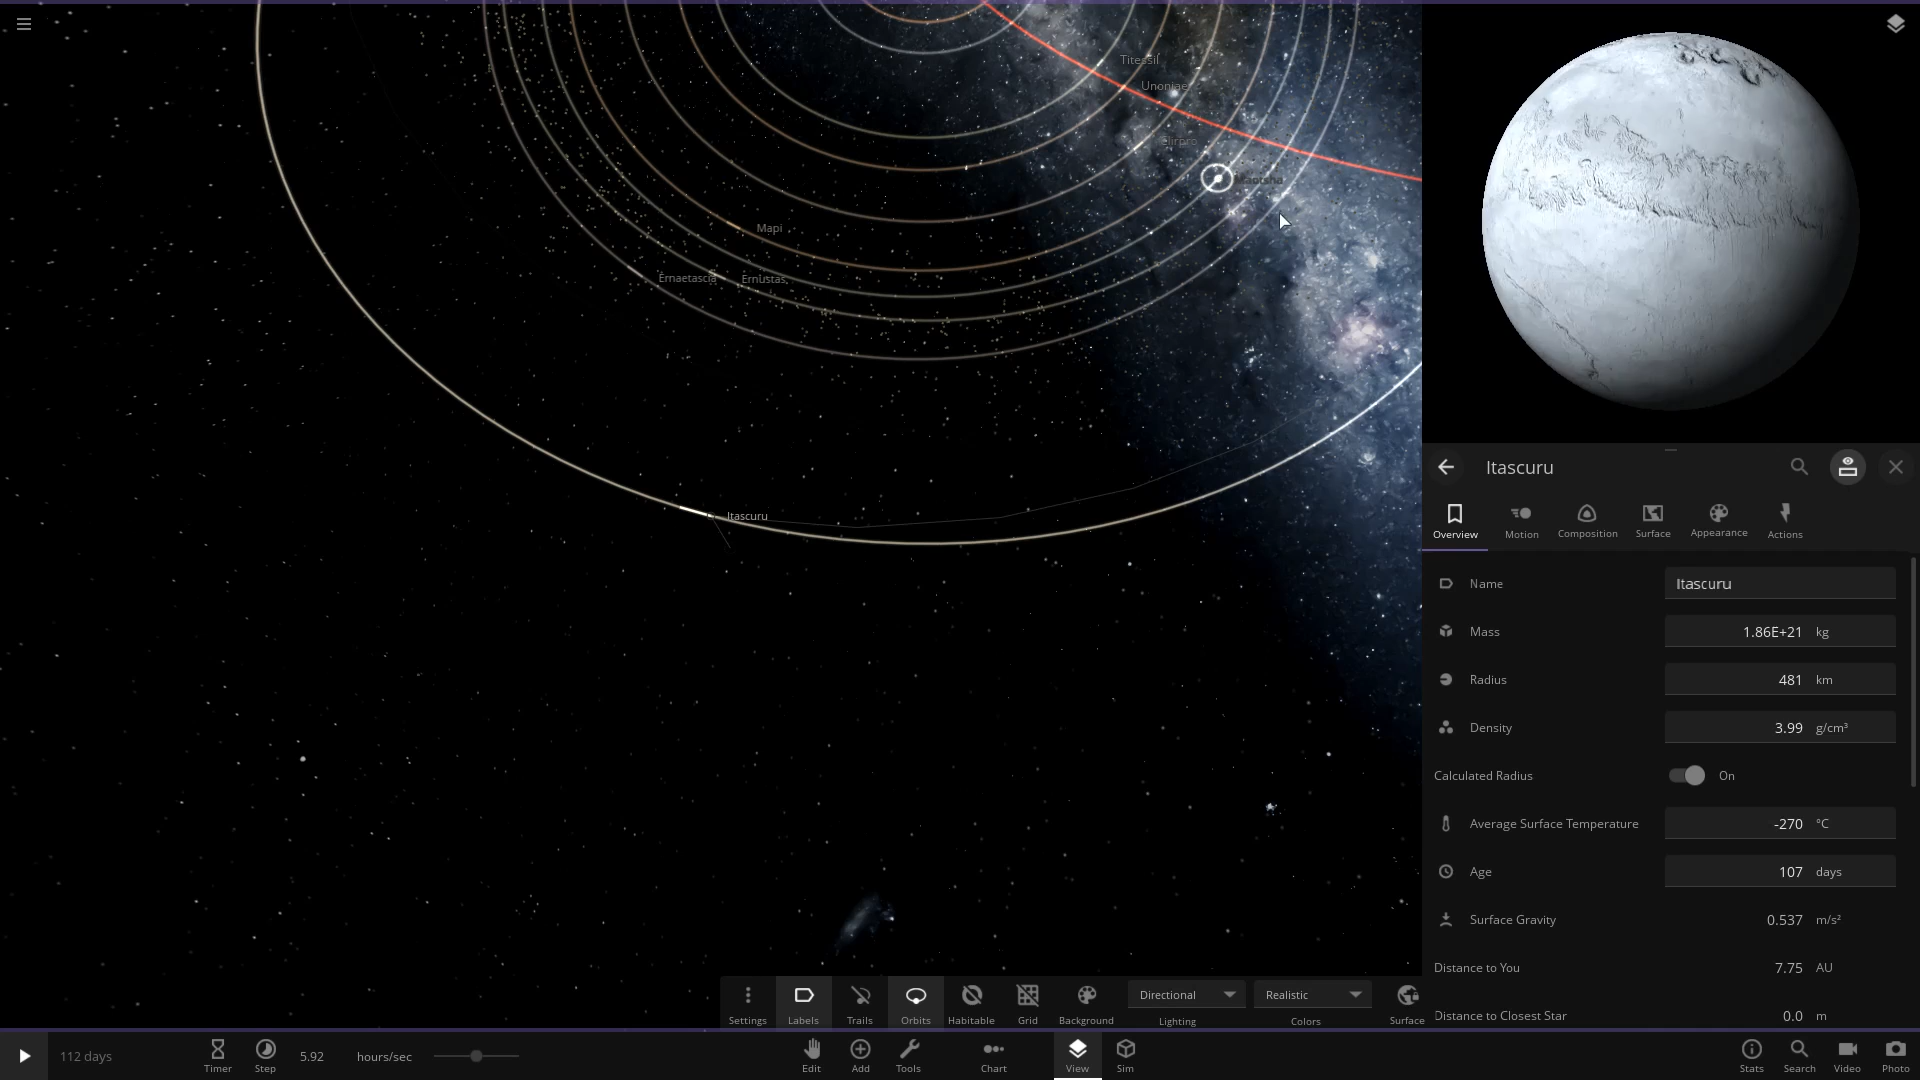 Titessil
Unoniae
Elirpro
Mapi
Ernaetascia
Ernustas
Itascuru
Itascuru
Overview
Motion
Composition
Surface
Appearance
Actions
Name Itascuru
Mass 1.86E+21 kg
Radius 481 km
Density 3.99 g/cm³
Calculated Radius On
Average Surface Temperature -270 °C
Age 107 days
Surface Gravity 0.537 m/s²
Distance to You 7.75 AU
Distance to Closest Star 0.0 m
Directional
Realistic
Settings
Labels
Trails
Orbits
Habitable
Grid
Background
Lighting
Colors
Surface
112 days
Timer
Step
5.92 hours/sec
Edit
Add
Tools
Chart
View
Sim
Stats
Search
Video
Photo